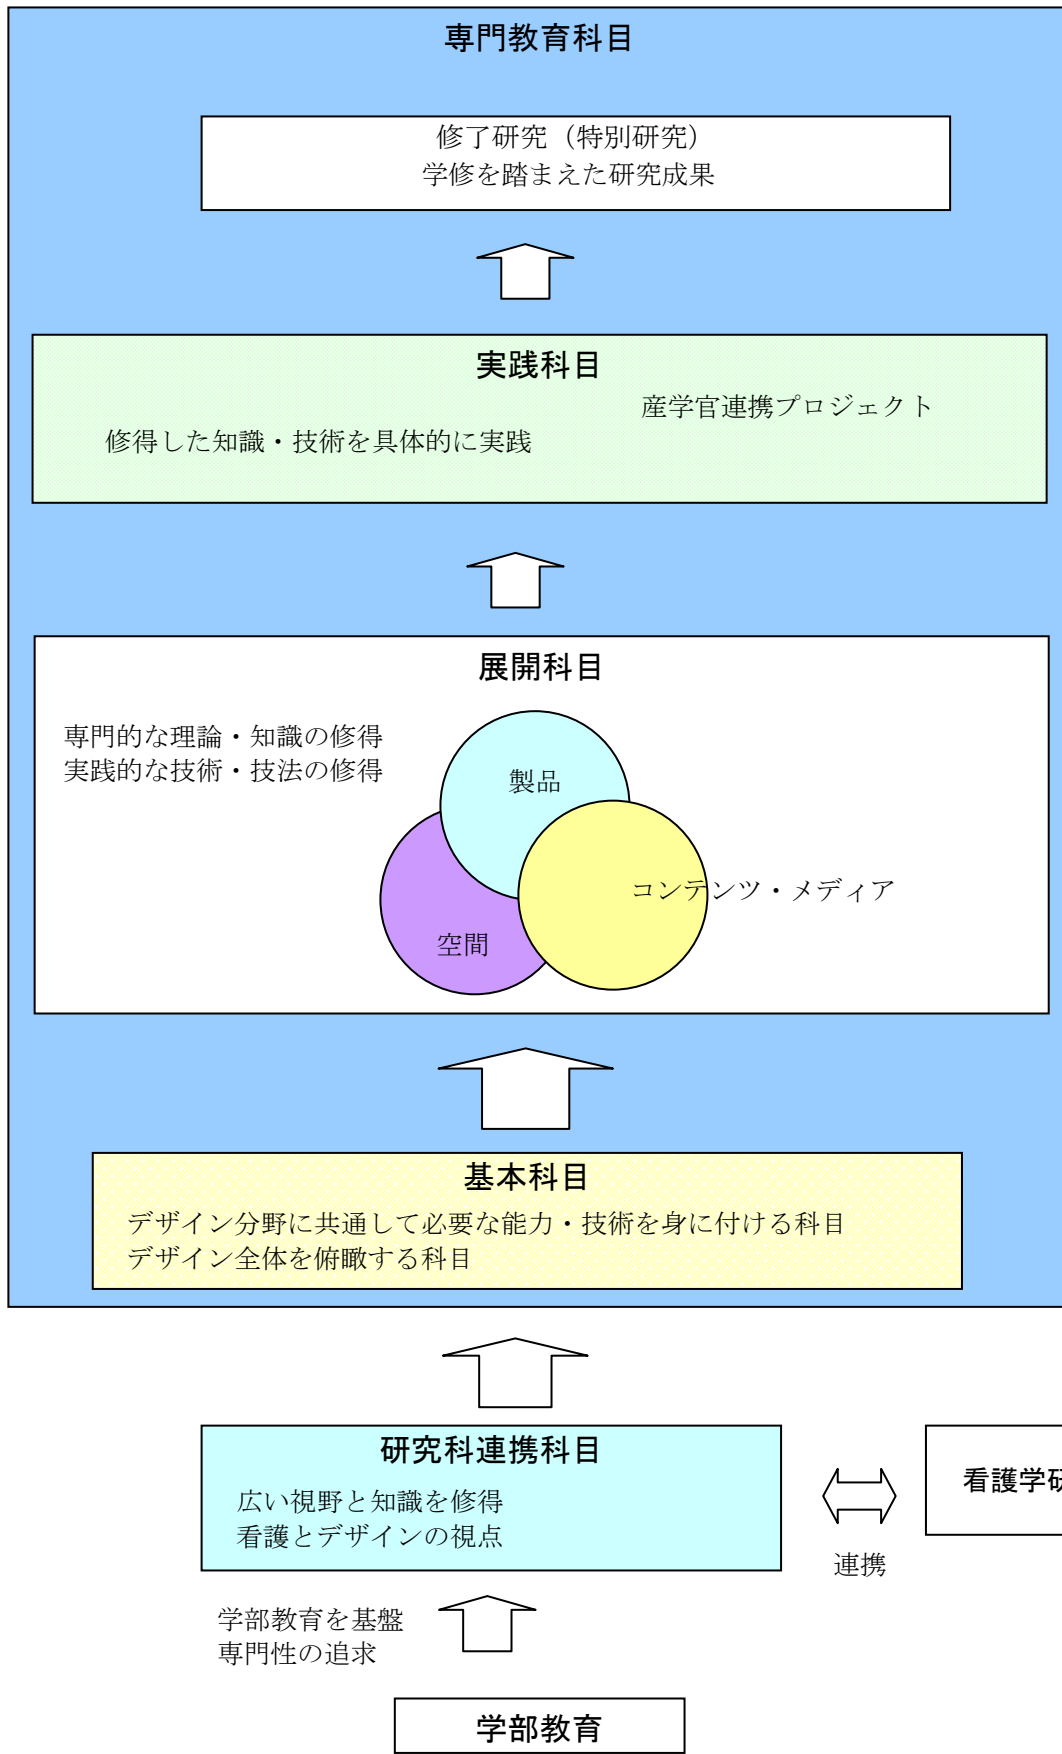 専門教育科目
修了研究（特別研究）
学修を踏まえた研究成果
実践科目
産学官連携プロジェクト
修得した知識・技術を具体的に実践
展開科目
専門的な理論・知識の修得
実践的な技術・技法の修得
製品
コンテンツ・メディア
空間
基本科目
デザイン分野に共通して必要な能力・技術を身に付ける科目
デザイン全体を俯瞰する科目
研究科連携科目
広い視野と知識を修得
看護とデザインの視点
看護学研
連携
学部教育を基盤
専門性の追求
学部教育